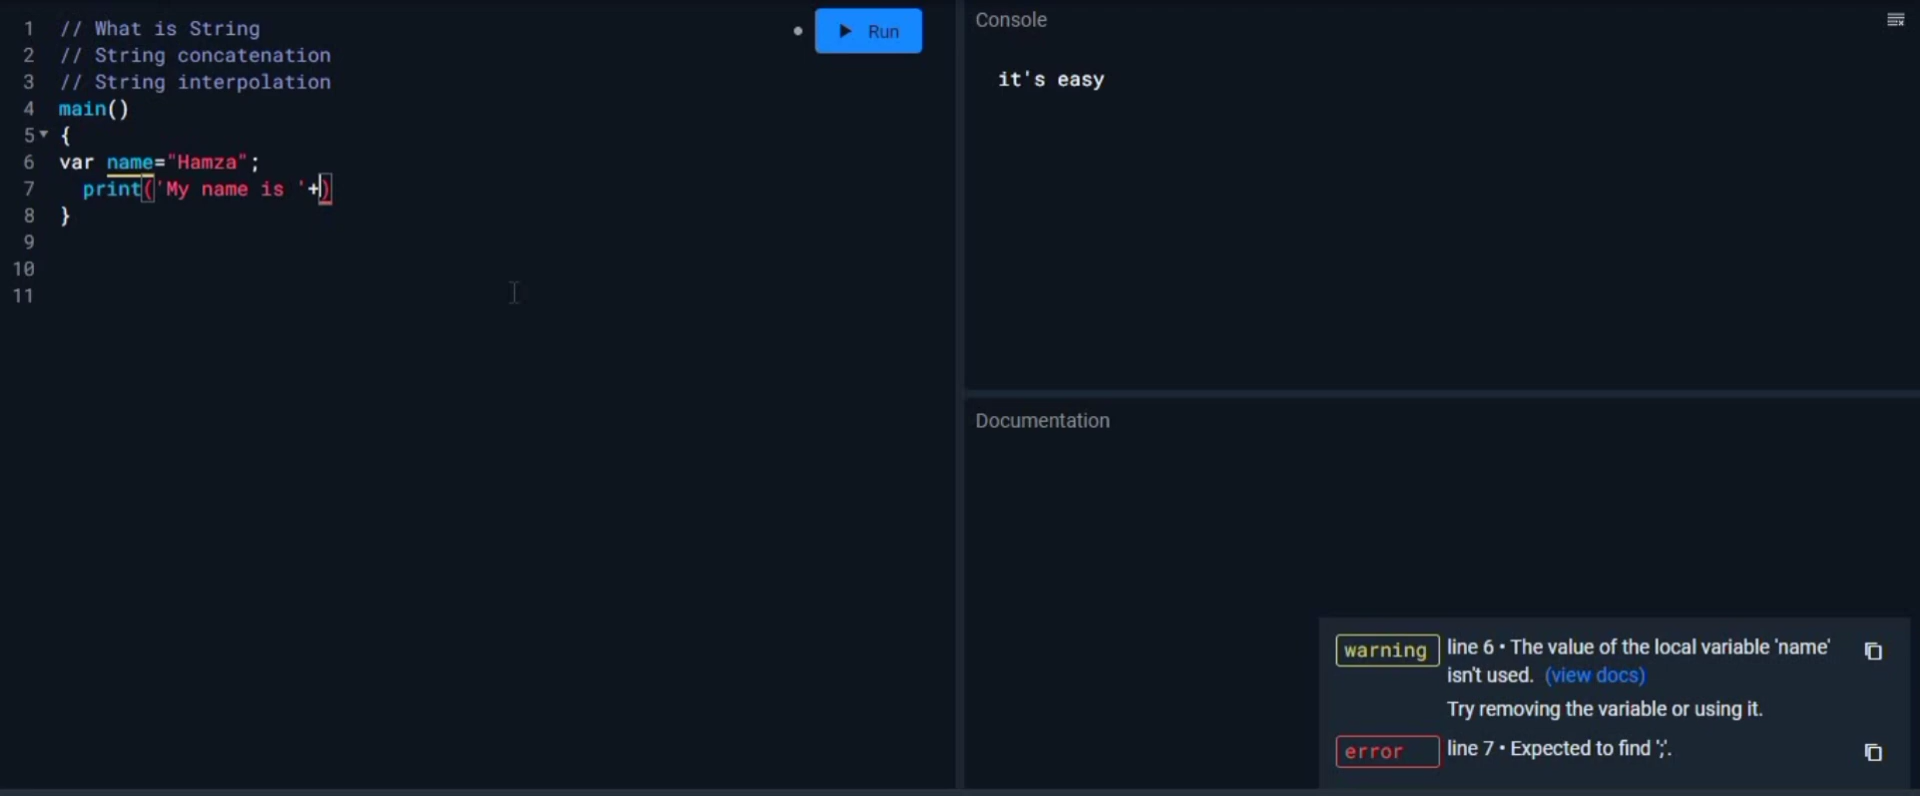 1 // What is String
2 // String concatenation
3 // String interpolation
4 main()
5 {
6 var name="Hamza";
7 print('My name is '+)
8 }
9
10
11
Run
Console
it's easy
Documentation
warning line 6 • The value of the local variable 'name'
isn't used. (view docs)
Try removing the variable or using it.
error line 7 • Expected to find ';'.